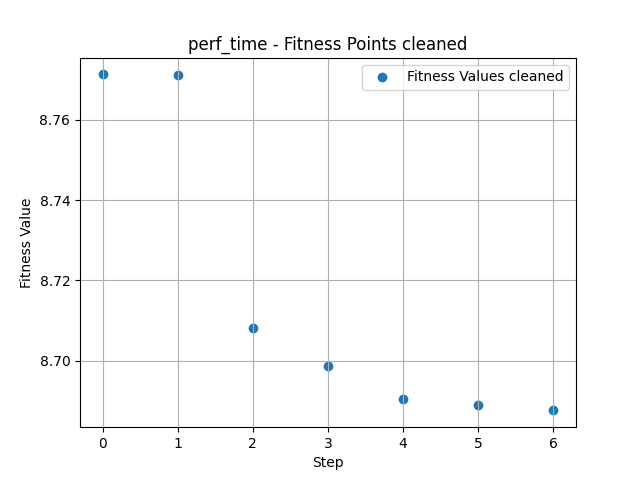 perf_time - Fitness Points cleaned
Fitness Values cleaned
Fitness Value
8.76
8.74
8.72
8.70
0 1 2 3 4 5 6
Step